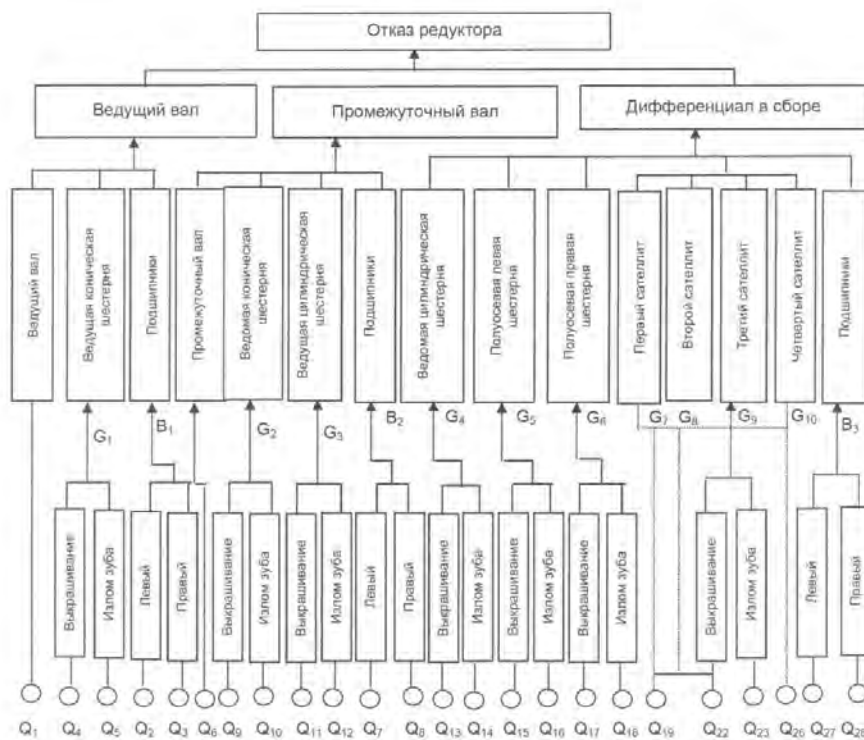 Отказ редуктора
Ведущий вал
Промежуточный вал
Дифференциал в сборе
Ведущий вал
Ведущая коническая
шестерня
Подшипники
Промежуточный вал
Ведомая коническая
шестерня
Ведущая цилиндрическая
шестерня
Подшипники
Ведомая цилиндрическая
шестерня
Полуосевая левая
шестерня
Полуосевая правая
шестерня
Первый сателлит
Второй сателлит
Третий сателлит
Четвертый сателлит
Подшипники
G1
B1
G2
G3
B2
G4
G5
G6
G7
G8
G9
G10
B3
Выкрашивание
Излом зуба
Левый
Правый
Выкрашивание
Излом зуба
Выкрашивание
Излом зуба
Левый
Правый
Выкрашивание
Излом зуба
Выкрашивание
Излом зуба
Выкрашивание
Излом зуба
Выкрашивание
Излом зуба
Левый
Правый
Q1 Q4 Q5 Q2 Q3 Q6 Q9 Q10 Q11 Q12 Q7 Q8 Q13 Q14 Q15 Q16 Q17 Q18 Q19 Q22 Q23 Q26 Q27 Q28